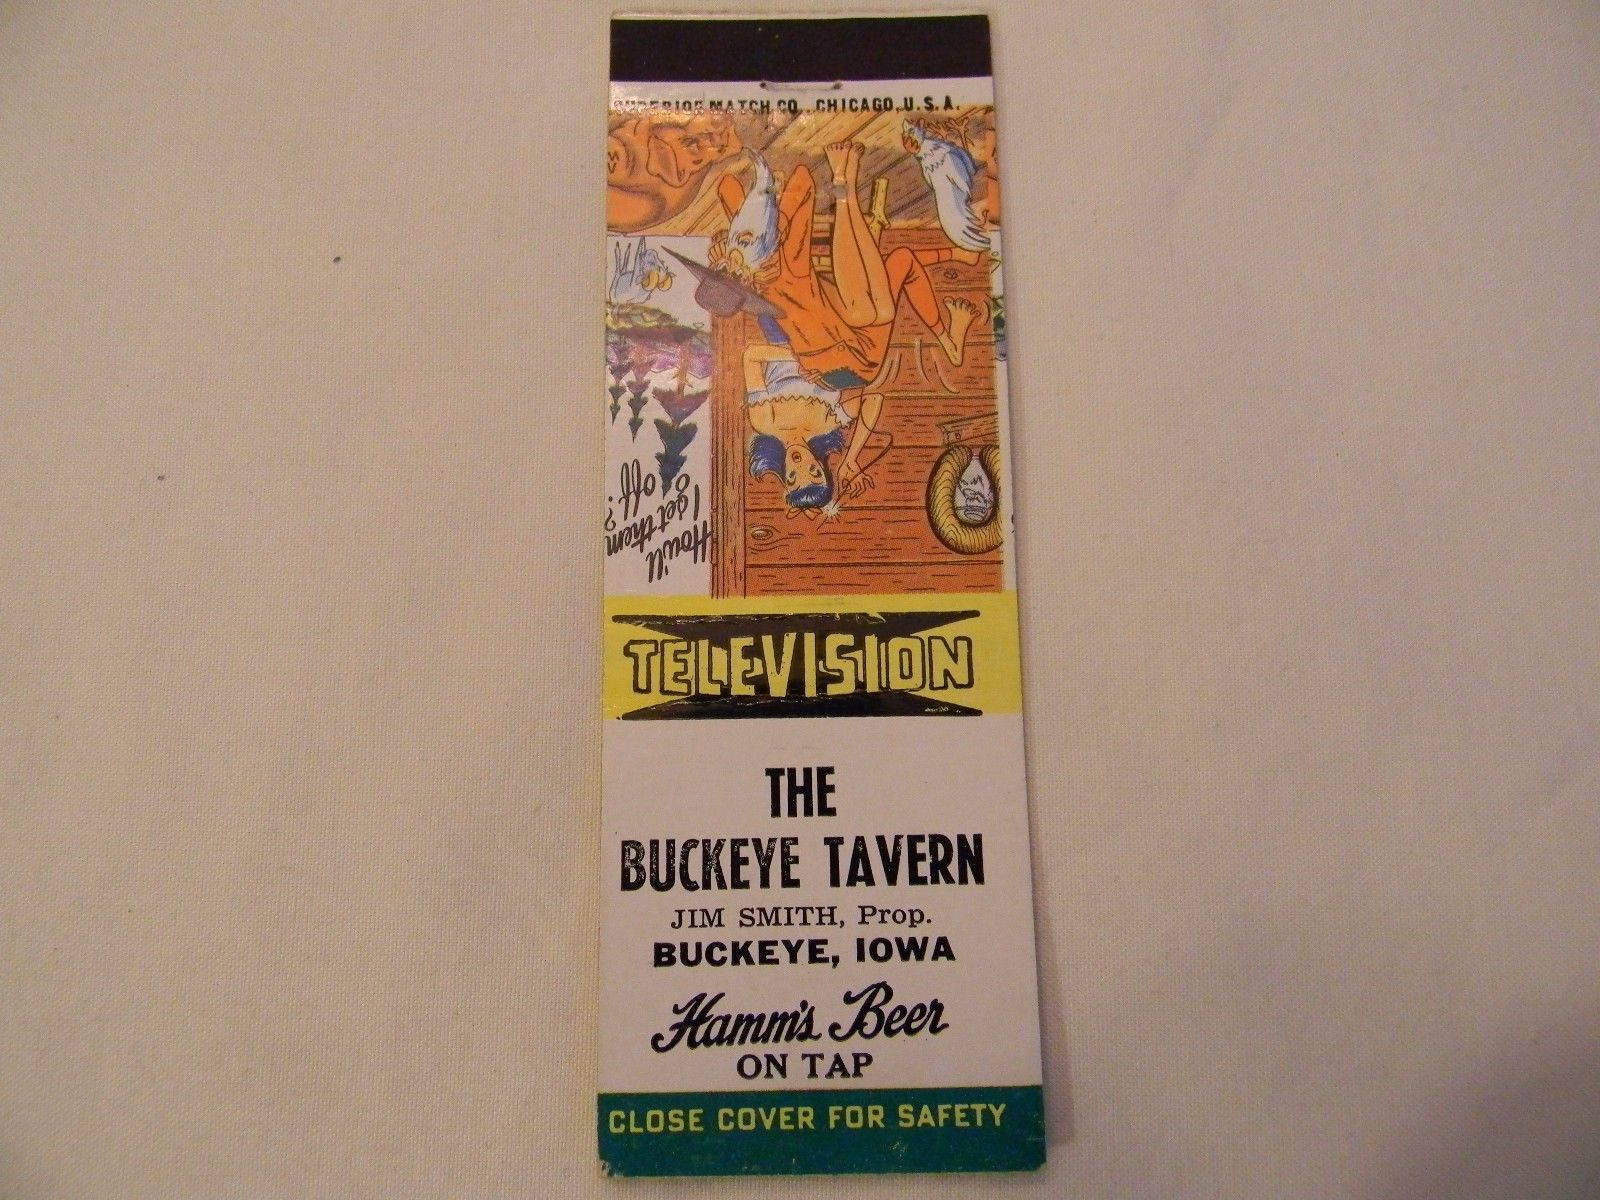 SUPERIOR MATCH CO., CHICAGO, U.S.A.
How'll
I get them
off?
TELEVISION
THE
BUCKEYE TAVERN
JIM SMITH, Prop.
BUCKEYE, IOWA
Hamm's Beer
ON TAP
CLOSE COVER FOR SAFETY